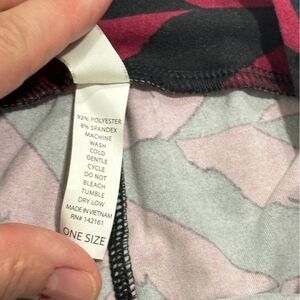 92% POLYESTER
8% SPANDEX
MACHINE
WASH
COLD
GENTLE
CYCLE
DO NOT
BLEACH
TUMBLE
DRY LOW
MADE IN VIETNAM
RN# 142161
ONE SIZE